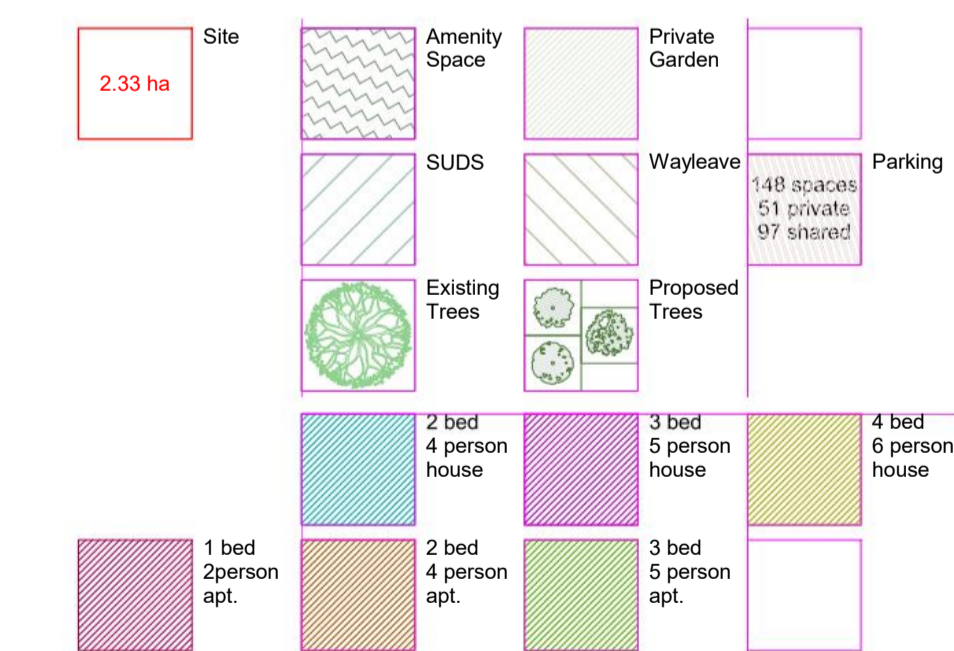 Site
2.33 ha
Amenity
Space
Private
Garden
SUDS
Wayleave
Parking
148 spaces
51 private
97 shared
Existing
Trees
Proposed
Trees
2 bed
4 person
house
3 bed
5 person
house
4 bed
6 person
house
1 bed
2person
apt.
2 bed
4 person
apt.
3 bed
5 person
apt.